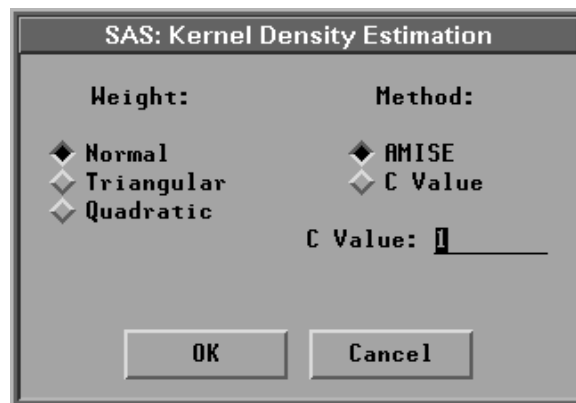 SAS: Kernel Density Estimation
Weight:
Method:
Normal
Triangular
Quadratic
AMISE
C Value
C Value: 1
OK
Cancel